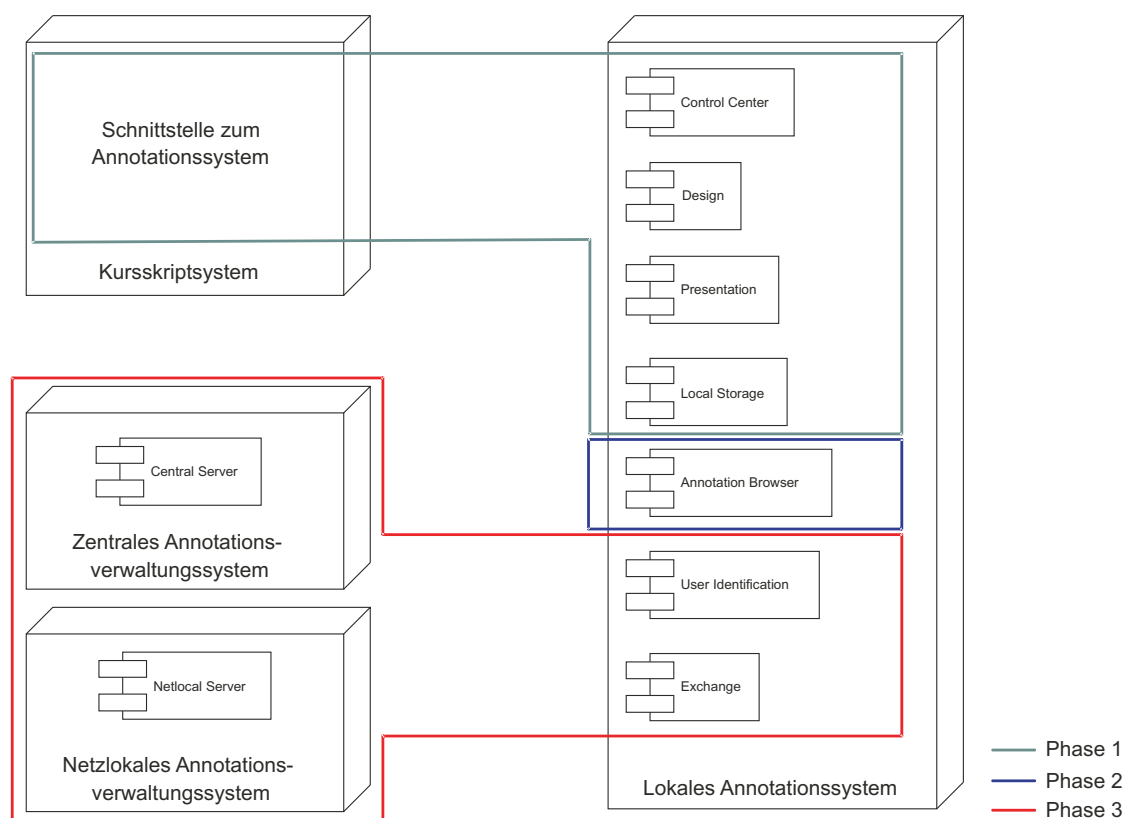 Schnittstelle zum
Annotationssystem
Kursskriptsystem
Central Server
Zentrales Annotations-
verwaltungssystem
Netlocal Server
Netzlokales Annotations-
verwaltungssystem
Control Center
Design
Presentation
Local Storage
Annotation Browser
User Identification
Exchange
Lokales Annotationssystem
Phase 1
Phase 2
Phase 3